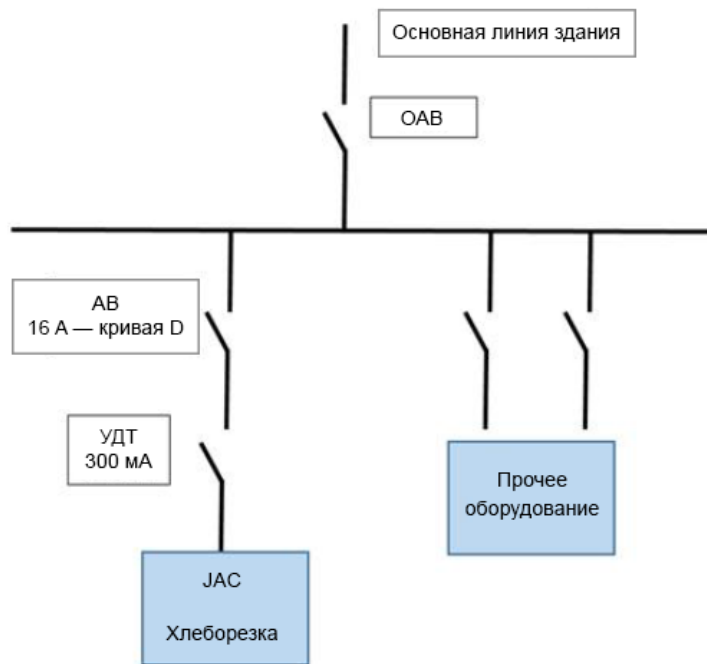 Основная линия здания
ОАВ
АВ
16 А — кривая D
УДТ
300 мА
Прочее
оборудование
JAC
Хлеборезка